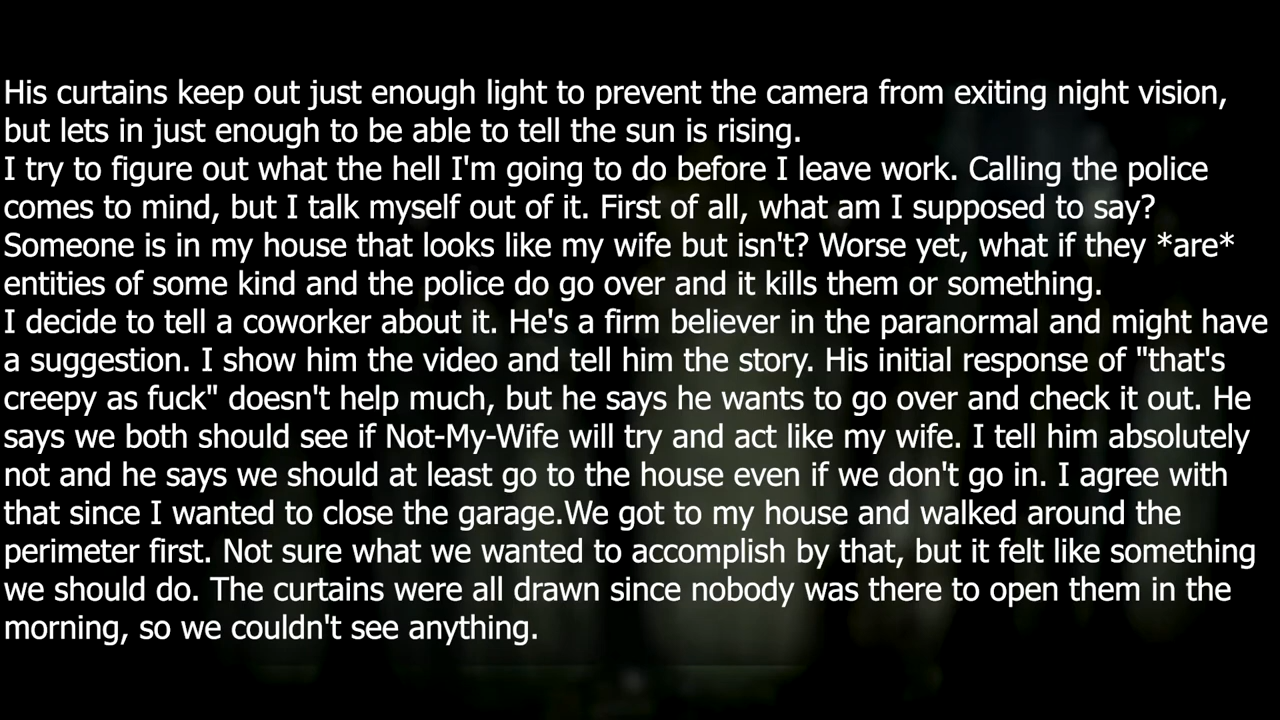 His curtains keep out just enough light to prevent the camera from exiting night vision,
but lets in just enough to be able to tell the sun is rising.
I try to figure out what the hell I'm going to do before I leave work. Calling the police
comes to mind, but I talk myself out of it. First of all, what am I supposed to say?
Someone is in my house that looks like my wife but isn't? Worse yet, what if they *are*
entities of some kind and the police do go over and it kills them or something.
I decide to tell a coworker about it. He's a firm believer in the paranormal and might have
a suggestion. I show him the video and tell him the story. His initial response of "that's
creepy as fuck" doesn't help much, but he says he wants to go over and check it out. He
says we both should see if Not-My-Wife will try and act like my wife. I tell him absolutely
not and he says we should at least go to the house even if we don't go in. I agree with
that since I wanted to close the garage.We got to my house and walked around the
perimeter first. Not sure what we wanted to accomplish by that, but it felt like something
we should do. The curtains were all drawn since nobody was there to open them in the
morning, so we couldn't see anything.